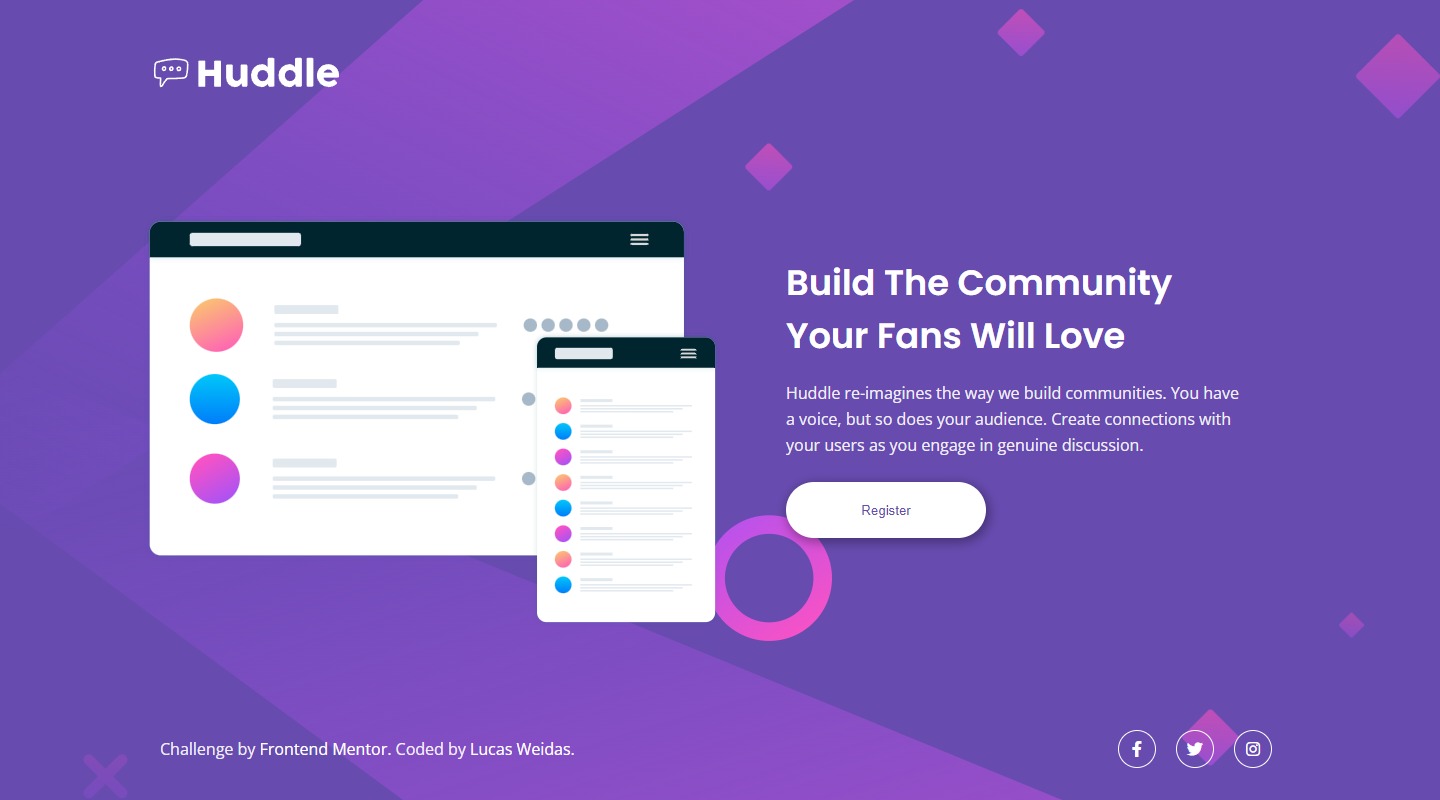 Huddle
Build The Community
Your Fans Will Love
Huddle re-imagines the way we build communities. You have
a voice, but so does your audience. Create connections with
your users as you engage in genuine discussion.
Register
Challenge by Frontend Mentor. Coded by Lucas Weidas.